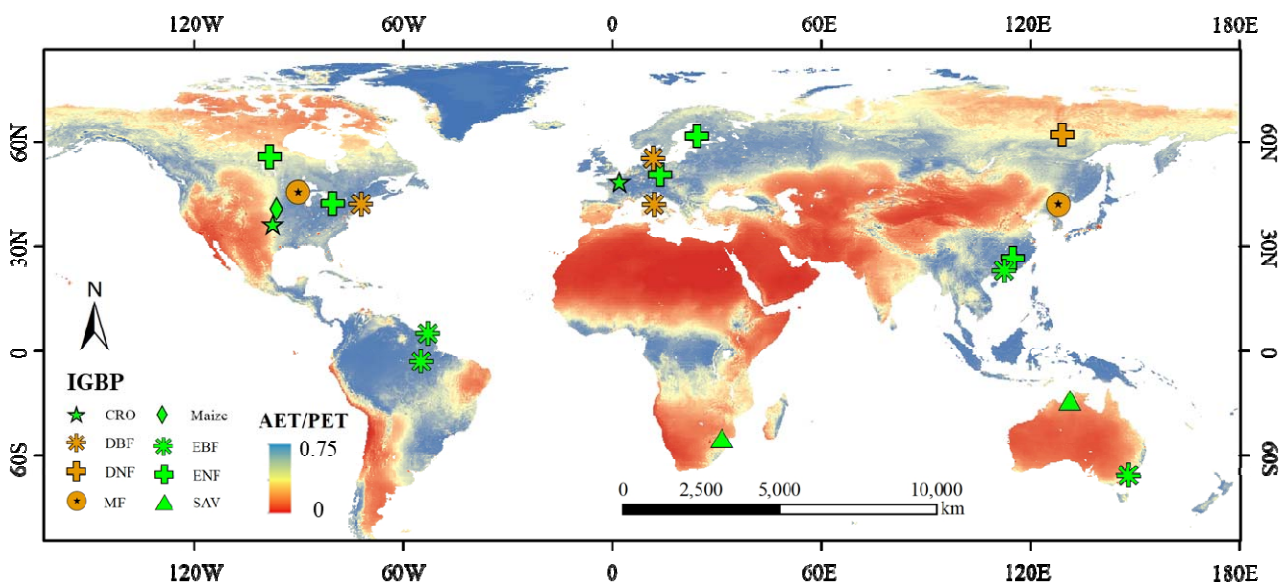 120W 60W 0 60E 120E 180E
60N 60N
30N 30N
0 0
60S 60S
N
IGBP
CRO Maize
DBF EBF
DNF ENF
MF SAV
AET/PET
0.75
0
0 2,500 5,000 10,000
km
120W 60W 0 60E 120E 180E